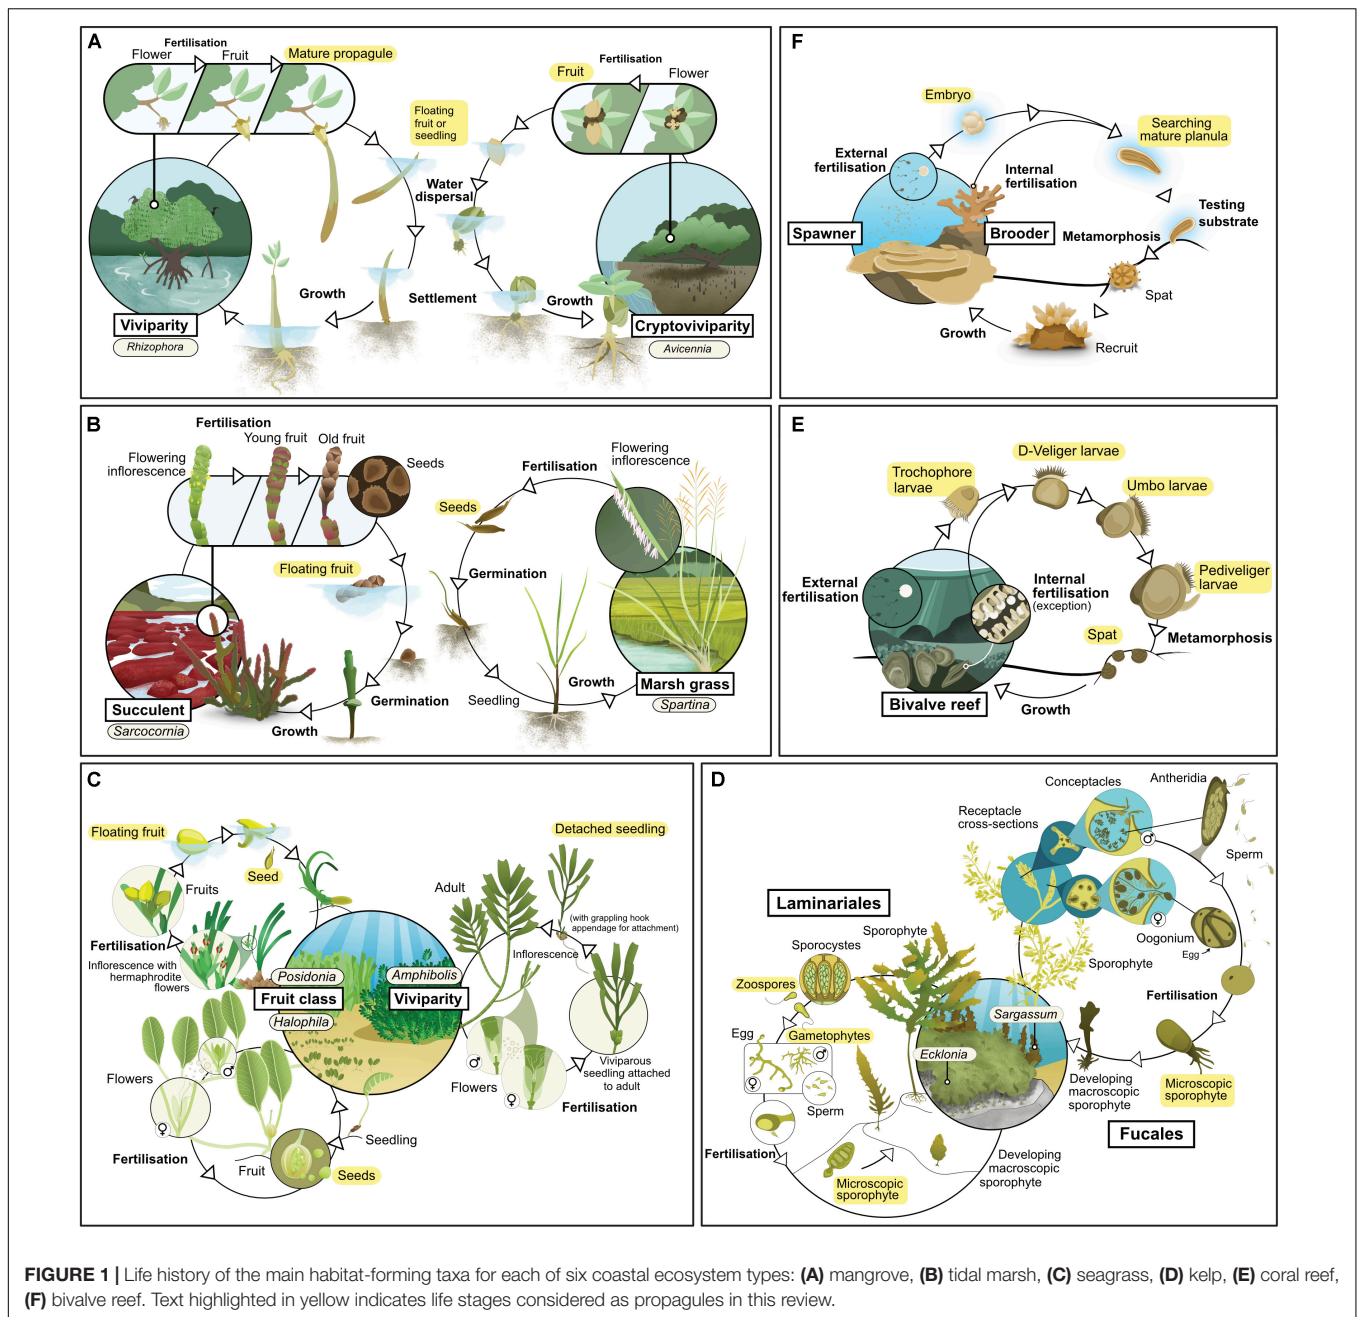 A
Fertilisation
Flower
Fruit
Mature propagule
Floating
fruit or
seedling
Fertilisation
Fruit
Flower
Water
dispersal
Growth
Settlement
Growth
Viviparity
Rhizophora
Cryptoviviparity
Avicennia
F
Embryo
Searching
mature planula
External
fertilisation
Internal
fertilisation
Testing
substrate
Spawner
Brooder
Metamorphosis
Spat
Growth
Recruit
B
Fertilisation
Flowering
inflorescence
Young fruit
Old fruit
Seeds
Floating fruit
Germination
Growth
Succulent
Sarcocornia
Flowering
inflorescence
Fertilisation
Seeds
Germination
Seedling
Growth
Marsh grass
Spartina
E
D-Veliger larvae
Trochophore
larvae
Umbo larvae
Pediveliger
larvae
External
fertilisation
Internal
fertilisation
(exception)
Spat
Metamorphosis
Bivalve reef
Growth
C
Floating fruit
Seed
Fruits
Fertilisation
Inflorescence with
hermaphrodite
flowers
Posidonia
Fruit class
Halophila
Amphibolis
Viviparity
Flowers
♂
♀
Fertilisation
Fruit
Seeds
Seedling
Detached seedling
Adult
(with grappling hook
appendage for attachment)
Inflorescence
Viviparous
seedling attached
to adult
♂
Flowers
♀
Fertilisation
D
Conceptacles
Antheridia
Receptacle
cross-sections
♂
Sperm
♀
Oogonium
Egg
Sporophyte
Fertilisation
Laminariales
Sporophyte
Sporocystes
Zoospores
Gametophytes
Egg
♂
♀
Sperm
Fertilisation
Microscopic
sporophyte
Developing
macroscopic
sporophyte
Ecklonia
Sargassum
Developing
macroscopic
sporophyte
Microscopic
sporophyte
Fucales
FIGURE 1 | Life history of the main habitat-forming taxa for each of six coastal ecosystem types: (A) mangrove, (B) tidal marsh, (C) seagrass, (D) kelp, (E) coral reef,
(F) bivalve reef. Text highlighted in yellow indicates life stages considered as propagules in this review.